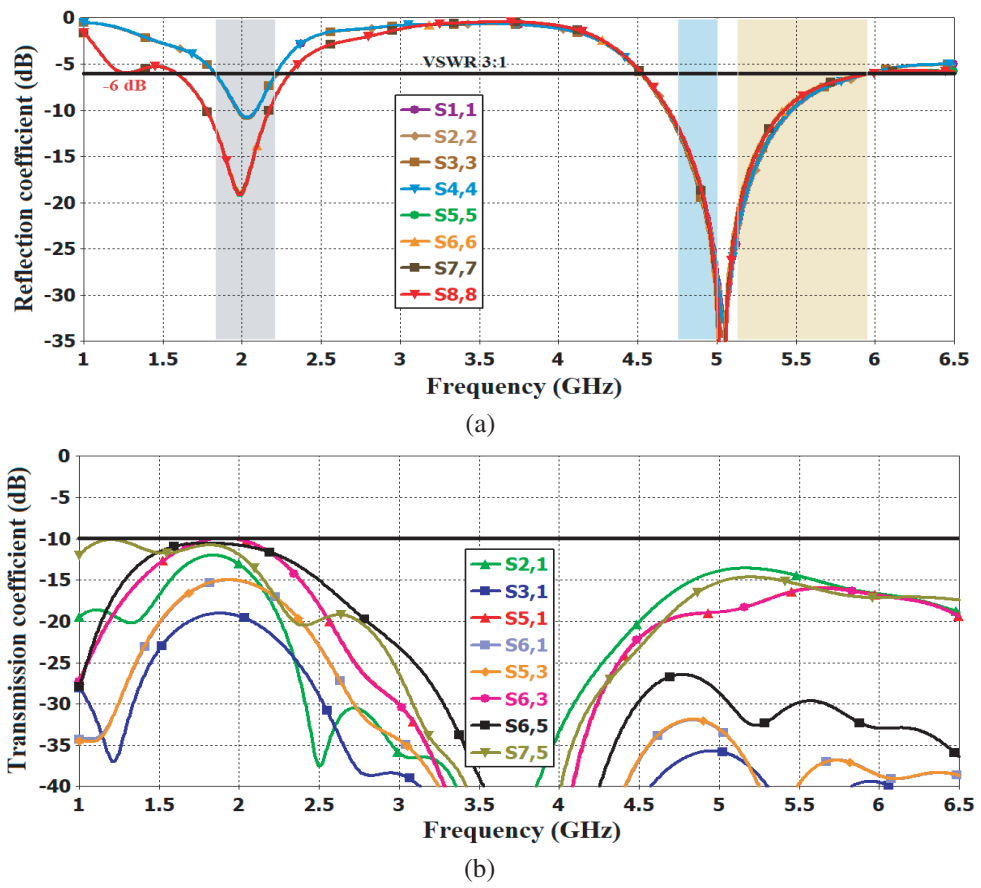 Reflection coefficient (dB)
0
-5
-10
-15
-20
-25
-30
-35
VSWR 3:1
-6 dB
S1,1
S2,2
S3,3
S4,4
S5,5
S6,6
S7,7
S8,8
1 1.5 2 2.5 3 3.5 4 4.5 5 5.5 6 6.5
Frequency (GHz)
(a)
Transmission coefficient (dB)
0
-5
-10
-15
-20
-25
-30
-35
-40
S2,1
S3,1
S5,1
S6,1
S5,3
S6,3
S6,5
S7,5
1 1.5 2 2.5 3 3.5 4 4.5 5 5.5 6 6.5
Frequency (GHz)
(b)